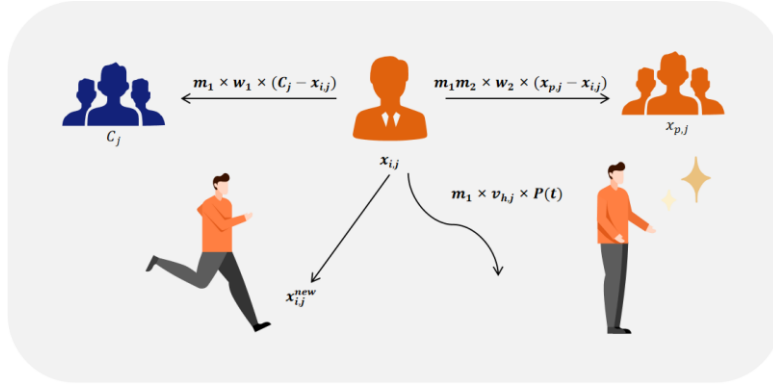 m₁ × w₁ × (Cⱼ − xᵢ,ⱼ)
m₁m₂ × w₂ × (xₚ,ⱼ − xᵢ,ⱼ)
Cⱼ
xₚ,ⱼ
xᵢ,ⱼ
m₁ × vₕ,ⱼ × P(t)
xᵢ,ⱼⁿᵉʷ